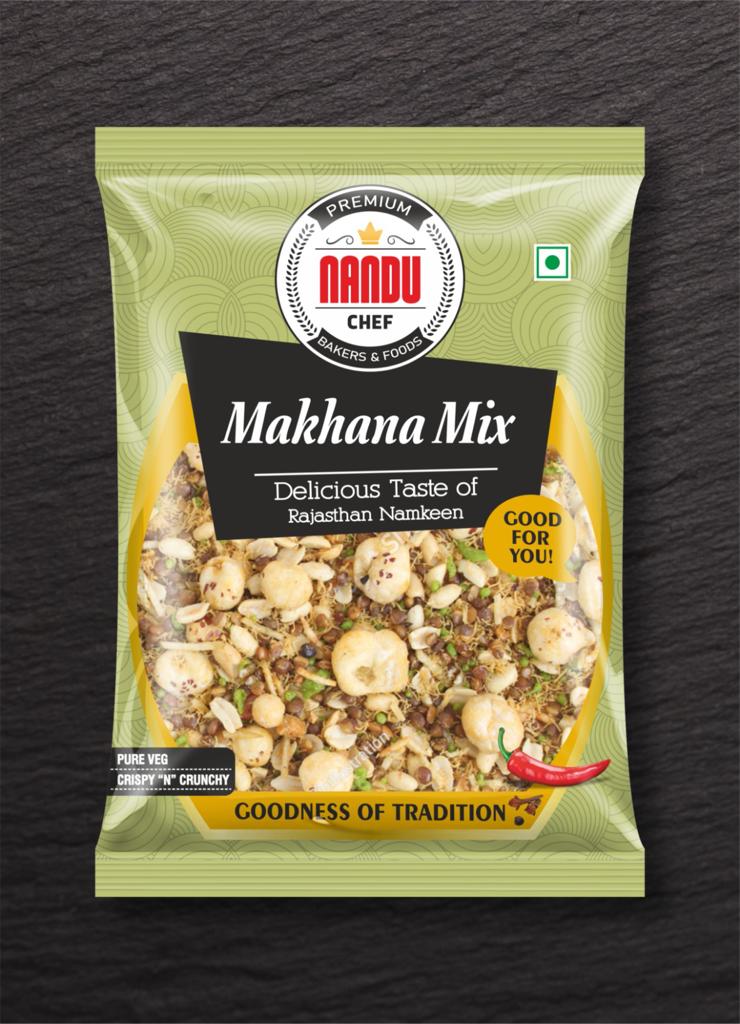 PREMIUM
NANDU
CHEF
BAKERS & FOODS
Makhana Mix
Delicious Taste of
Rajasthan Namkeen
GOOD
FOR
YOU!
PURE VEG
CRISPY "N" CRUNCHY
GOODNESS OF TRADITION